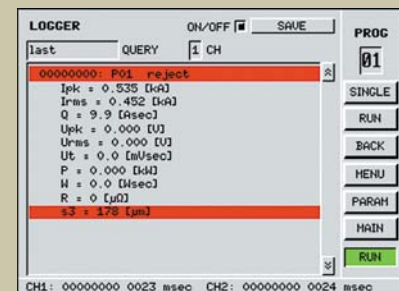 LOGGER
ON/OFF SAVE
last QUERY 1 CH
00000000: P01 reject
Ipk = 0.535 [kA]
Irms = 0.452 [kA]
Q = 9.9 [Asec]
Upk = 0.000 [V]
Urms = 0.000 [V]
Ut = 0.0 [mVsec]
P = 0.000 [kW]
W = 0.0 [Wsec]
R = 0 [µΩ]
s3 = 178 [µm]
CH1: 00000000 0023 msec CH2: 00000000 0024 msec
PROG
01
SINGLE
RUN
BACK
MENU
PARAM
MAIN
RUN